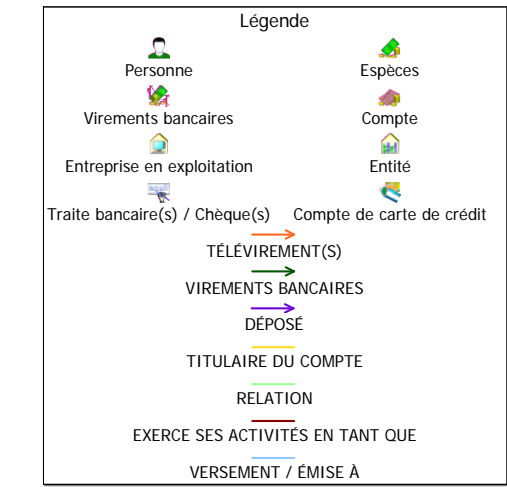 Légende
Personne Espèces
Virements bancaires Compte
Entreprise en exploitation Entité
Traite bancaire(s) / Chèque(s) Compte de carte de crédit
TÉLÉVIREMENT(S)
VIREMENTS BANCAIRES
DÉPOSÉ
TITULAIRE DU COMPTE
RELATION
EXERCE SES ACTIVITÉS EN TANT QUE
VERSEMENT / ÉMISE À